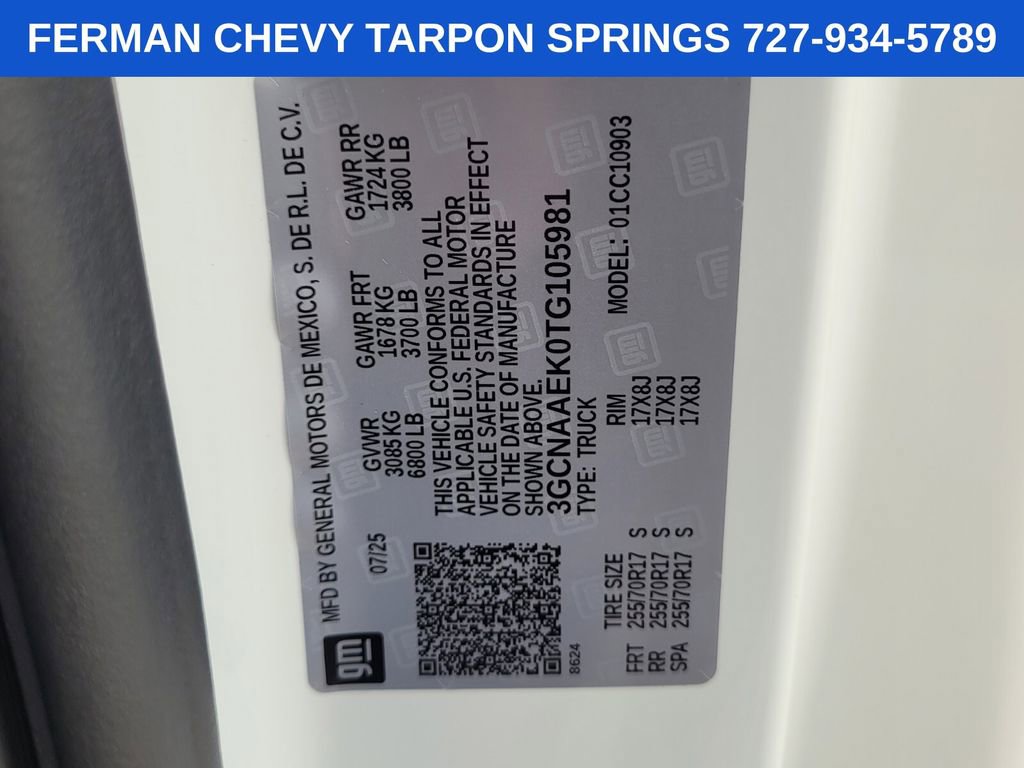 FERMAN CHEVY TARPON SPRINGS 727-934-5789
MFD BY GENERAL MOTORS DE MEXICO, S. DE R.L. DE C.V.
07/25 GVWR GAWR FRT GAWR RR
3085 KG 1678 KG 1724 KG
6800 LB 3700 LB 3800 LB
THIS VEHICLE CONFORMS TO ALL
APPLICABLE U.S. FEDERAL MOTOR
VEHICLE SAFETY STANDARDS IN EFFECT
ON THE DATE OF MANUFACTURE
SHOWN ABOVE.
3GCNAAEK0TG105981
TYPE: TRUCK MODEL: 01CC10903
gm
8624
TIRE SIZE RIM
FRT 255/70R17 S 17X8J
RR 255/70R17 S 17X8J
SPA 255/70R17 S 17X8J